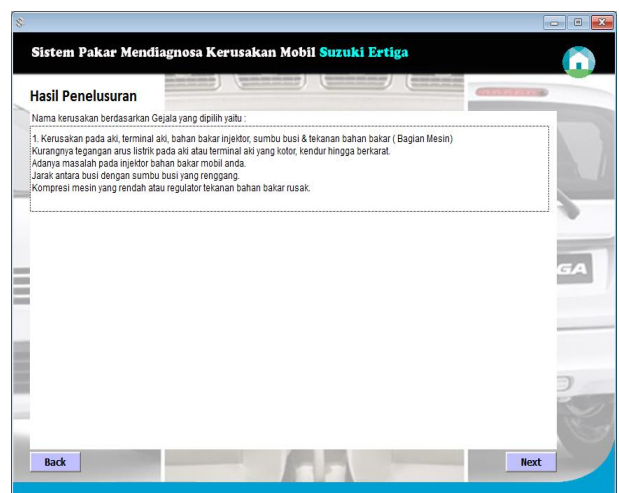 Sistem Pakar Mendiagnosa Kerusakan Mobil Suzuki Ertiga
Hasil Penelusuran
Nama kerusakan berdasarkan Gejala yang dipilih yaitu :
1. Kerusakan pada aki, terminal aki, bahan bakar injektor, sumbu busi & tekanan bahan bakar ( Bagian Mesin)
Kurangnya tegangan arus listrik pada aki atau terminal aki yang kotor, kendur hingga berkarat.
Adanya masalah pada injektor bahan bakar mobil anda.
Jarak antara busi dengan sumbu busi yang renggang.
Kompresi mesin yang rendah atau regulator tekanan bahan bakar rusak.
GA
Back
Next